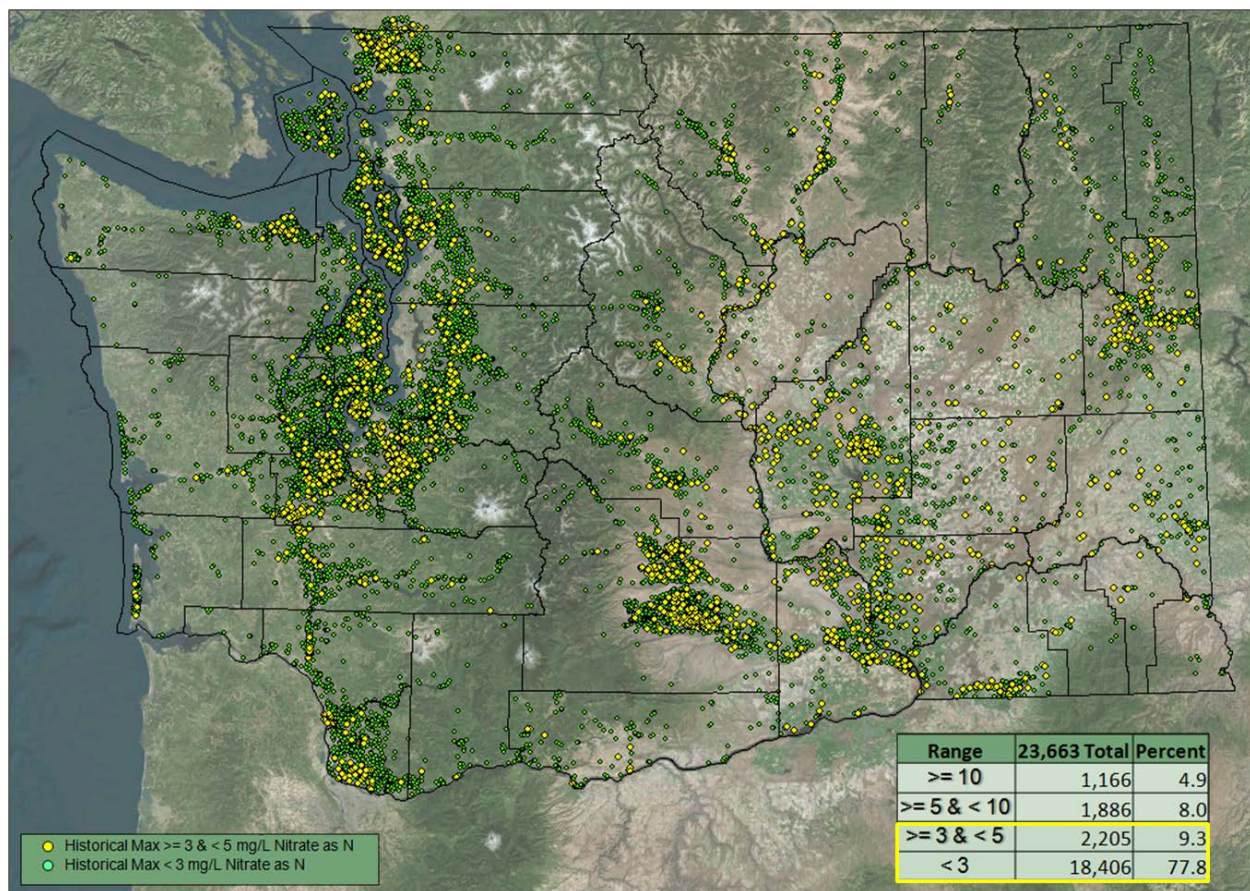 Range 23,663 Total Percent
>= 10 1,166 4.9
>= 5 & < 10 1,886 8.0
>= 3 & < 5 2,205 9.3
< 3 18,406 77.8
Historical Max >= 3 & < 5 mg/L Nitrate as N
Historical Max < 3 mg/L Nitrate as N